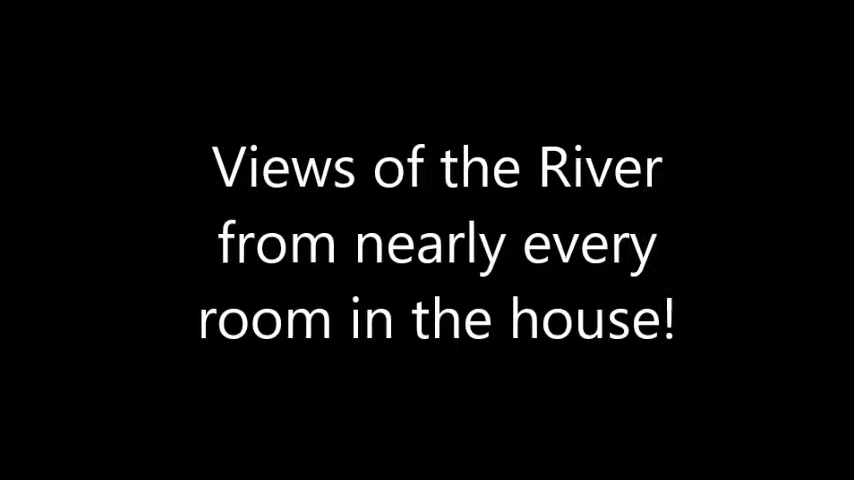 Views of the River
from nearly every
room in the house!